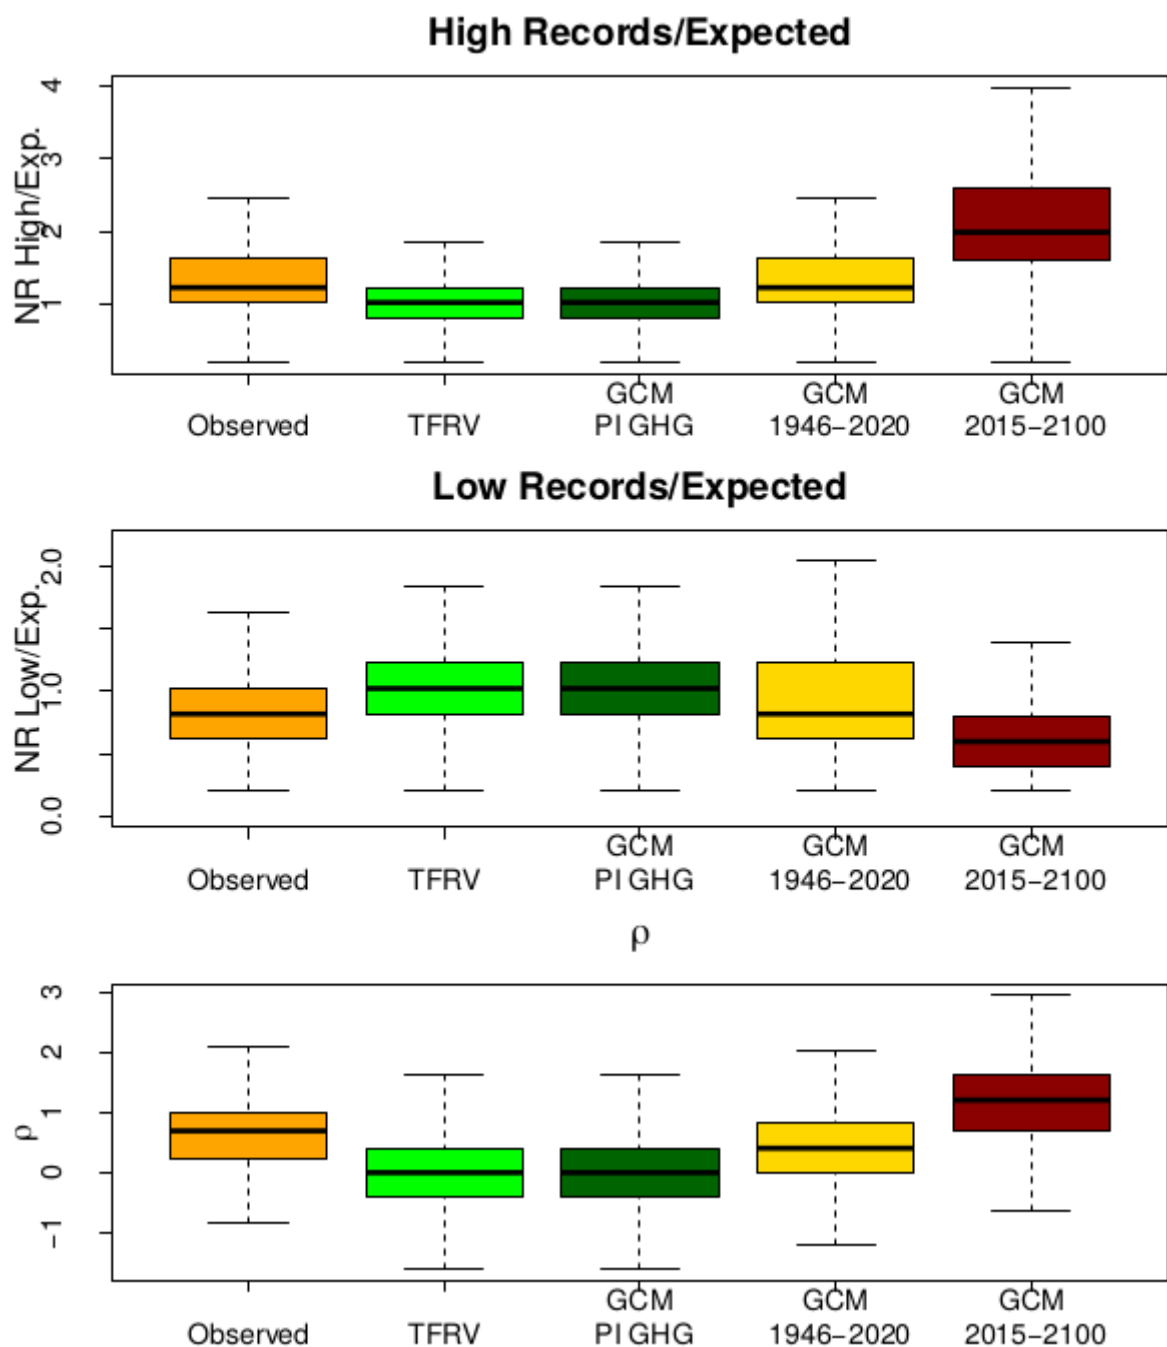 High Records/Expected
NR High/Exp.
4
3
2
1
GCM GCM GCM
Observed TFRV PI GHG 1946–2020 2015–2100
Low Records/Expected
NR Low/Exp.
2.0
1.0
0.0
GCM GCM GCM
Observed TFRV PI GHG 1946–2020 2015–2100
ρ
ρ
3
2
1
0
−1
GCM GCM GCM
Observed TFRV PI GHG 1946–2020 2015–2100